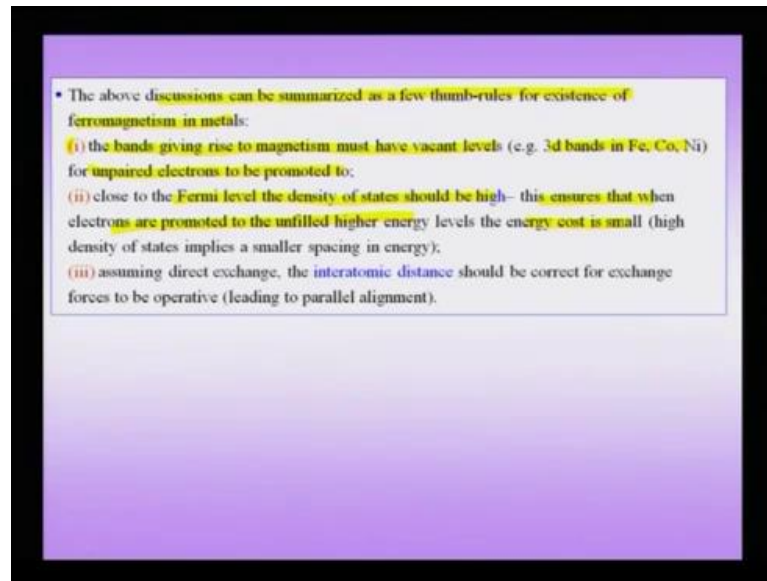 • The above discussions can be summarized as a few thumb-rules for existence of
ferromagnetism in metals:
(i) the bands giving rise to magnetism must have vacant levels (e.g. 3d bands in Fe, Co, Ni)
for unpaired electrons to be promoted to;
(ii) close to the Fermi level the density of states should be high– this ensures that when
electrons are promoted to the unfilled higher energy levels the energy cost is small (high
density of states implies a smaller spacing in energy);
(iii) assuming direct exchange, the interatomic distance should be correct for exchange
forces to be operative (leading to parallel alignment).